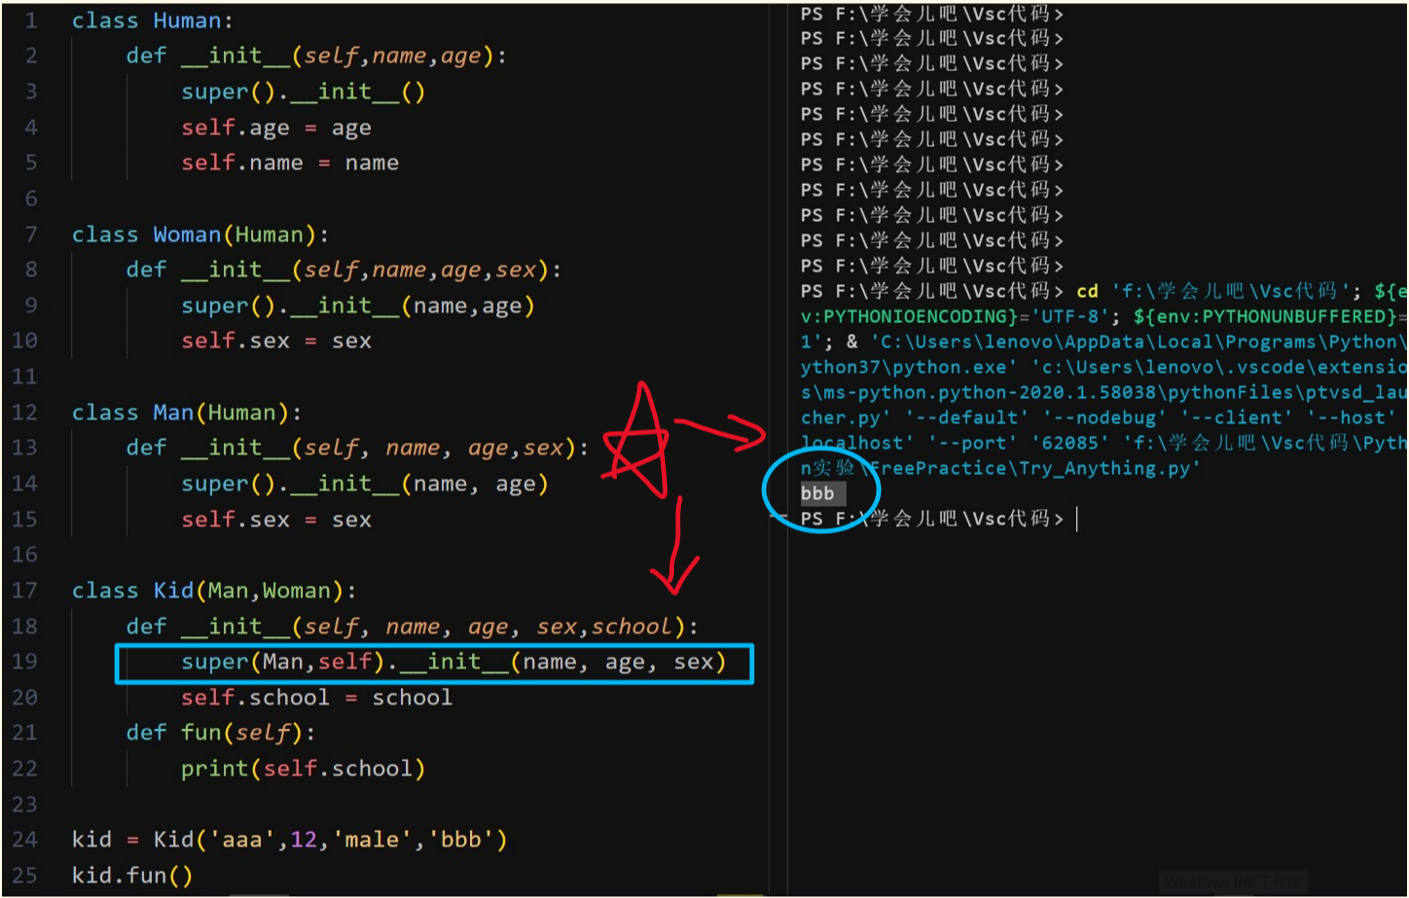 1 class Human:
2     def __init__(self,name,age):
3         super().__init__()
4         self.age = age
5         self.name = name
6
7 class Woman(Human):
8     def __init__(self,name,age,sex):
9         super().__init__(name,age)
10         self.sex = sex
11
12 class Man(Human):
13     def __init__(self, name, age,sex):
14         super().__init__(name, age)
15         self.sex = sex
16
17 class Kid(Man,Woman):
18     def __init__(self, name, age, sex,school):
19         super(Man,self).__init__(name, age, sex)
20         self.school = school
21     def fun(self):
22         print(self.school)
23
24 kid = Kid('aaa',12,'male','bbb')
25 kid.fun()
PS F:\学会儿吧\Vsc代码>
PS F:\学会儿吧\Vsc代码>
PS F:\学会儿吧\Vsc代码>
PS F:\学会儿吧\Vsc代码>
PS F:\学会儿吧\Vsc代码>
PS F:\学会儿吧\Vsc代码>
PS F:\学会儿吧\Vsc代码>
PS F:\学会儿吧\Vsc代码>
PS F:\学会儿吧\Vsc代码>
PS F:\学会儿吧\Vsc代码>
PS F:\学会儿吧\Vsc代码>
PS F:\学会儿吧\Vsc代码> cd 'f:\学会儿吧\Vsc代码'; ${e
v:PYTHONIOENCODING}='UTF-8'; ${env:PYTHONUNBUFFERED}=
1'; & 'C:\Users\lenovo\AppData\Local\Programs\Python\
ython37\python.exe' 'c:\Users\lenovo\.vscode\extensio
s\ms-python.python-2020.1.58038\pythonFiles\ptvsd_lau
cher.py' '--default' '--nodebug' '--client' '--host'
localhost' '--port' '62085' 'f:\学会儿吧\Vsc代码\Pyth
n实验\FreePractice\Try_Anything.py'
bbb
PS F:\学会儿吧\Vsc代码>